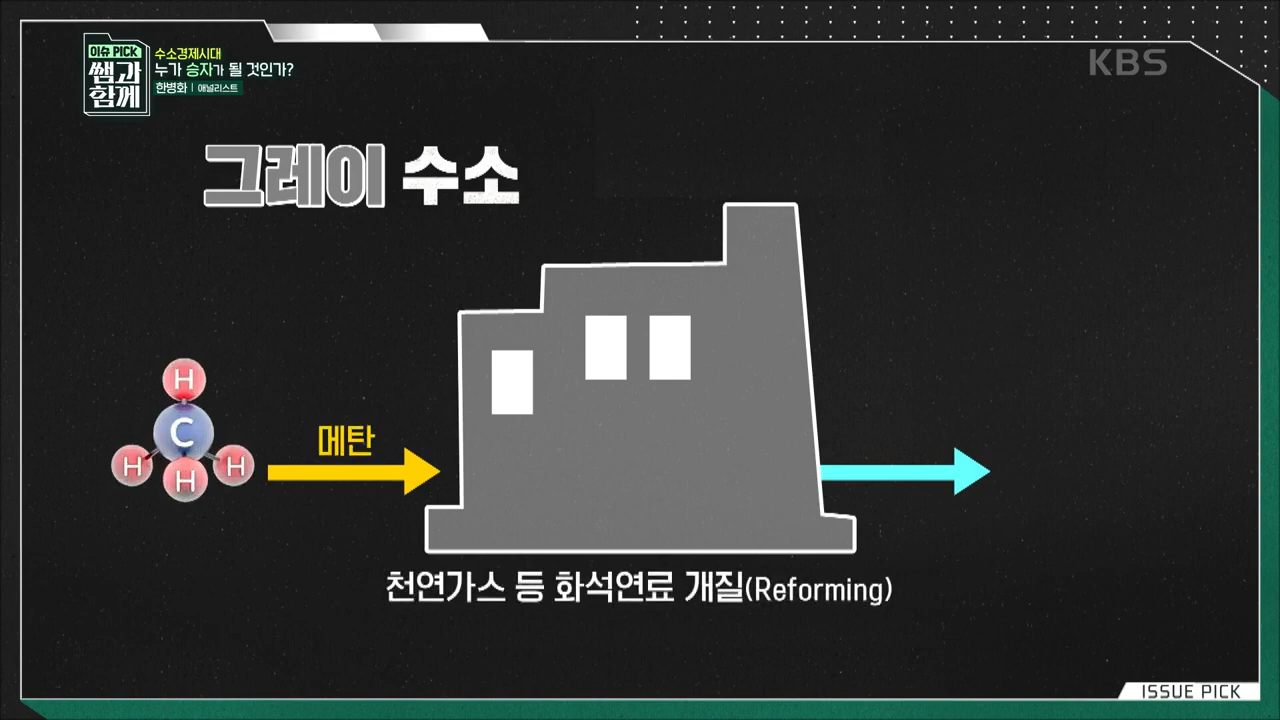 이슈 PICK
쌤과
함께
수소경제시대
누가 승자가 될 것인가?
한병화 | 애널리스트
KBS
그레이 수소
H
C
H
H
H
메탄
천연가스 등 화석연료 개질(Reforming)
ISSUE PICK